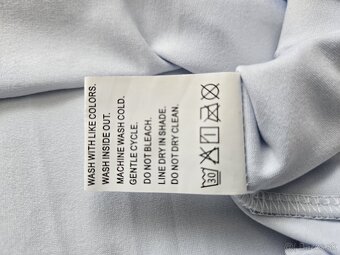 WASH WITH LIKE COLORS.
WASH INSIDE OUT.
MACHINE WASH COLD.
GENTLE CYCLE.
DO NOT BLEACH.
LINE DRY IN SHADE.
DO NOT DRY CLEAN.
30